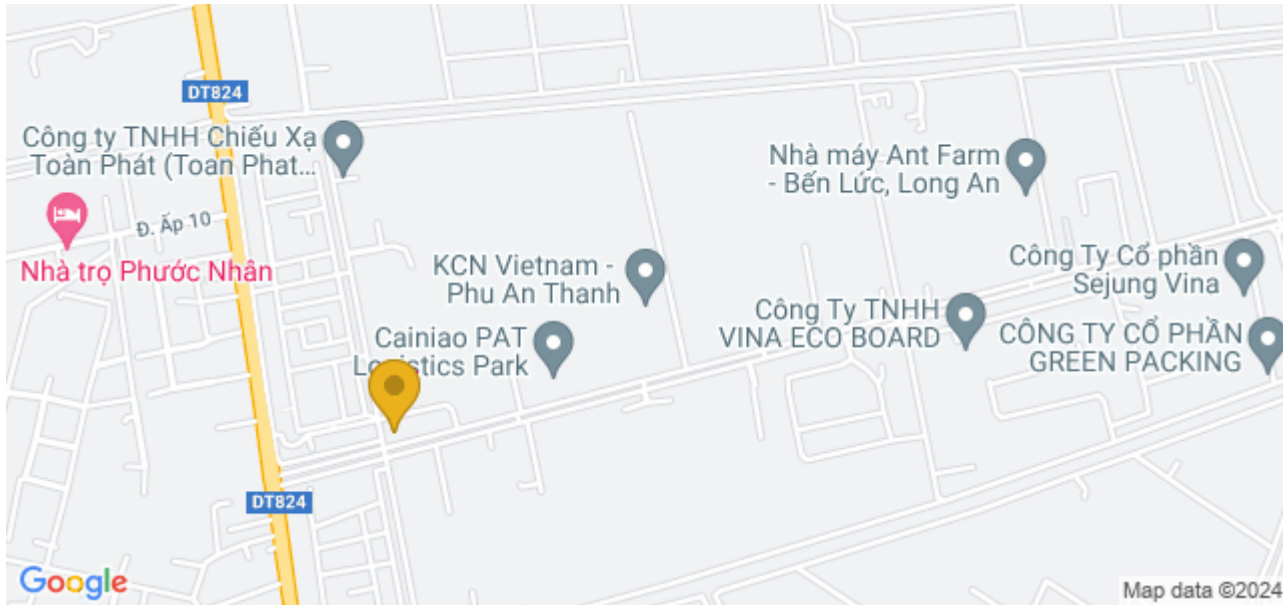 DT824
Công ty TNHH Chiếu Xạ
Toàn Phát (Toan Phat...
Nhà máy Ant Farm
- Bến Lức, Long An
Đ. Ấp 10
Nhà trọ Phước Nhân
KCN Vietnam -
Phu An Thanh
Công Ty Cổ phần
Sejung Vina
Công Ty TNHH
VINA ECO BOARD
Cainiao PAT
Logistics Park
CÔNG TY CỔ PHẦN
GREEN PACKING
DT824
Google
Map data ©2024